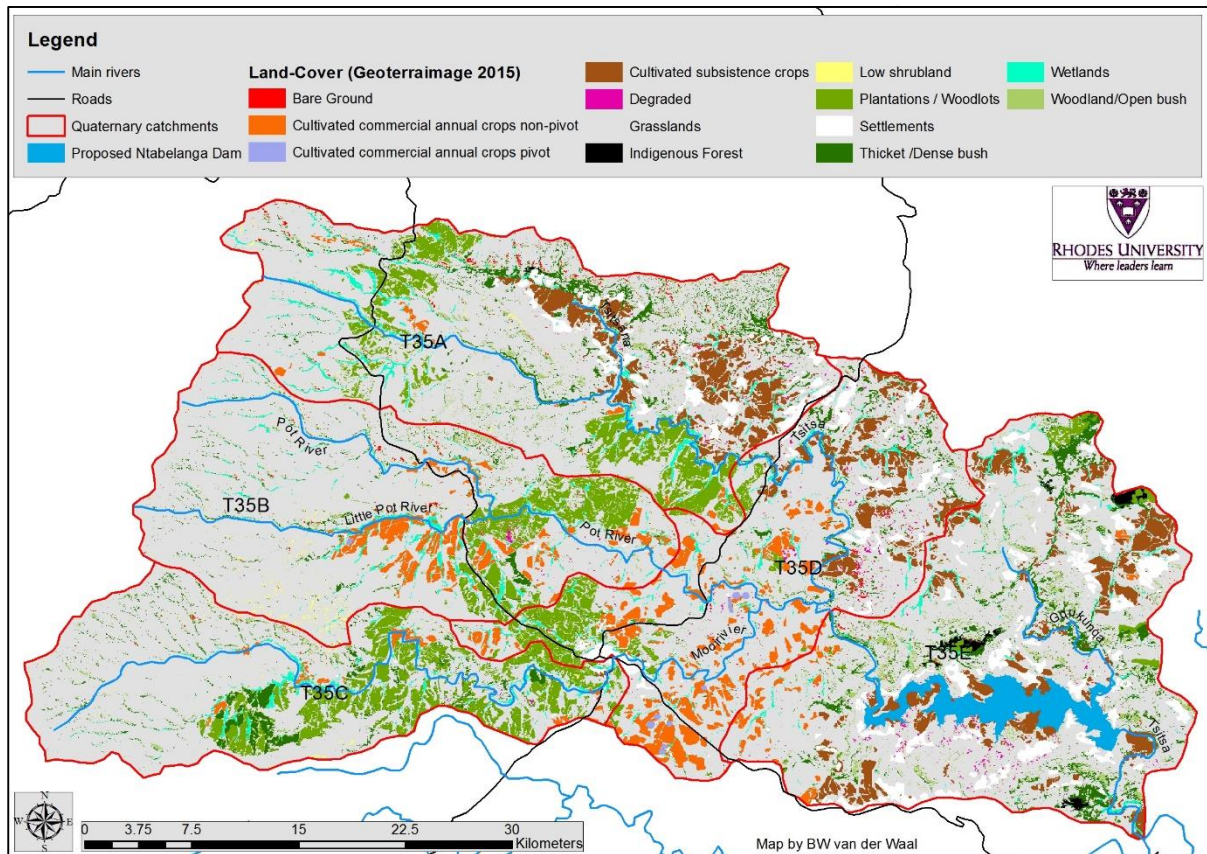 Legend
Main rivers
Roads
Quaternary catchments
Proposed Ntabelanga Dam
Land-Cover (Geoterraimage 2015)
Bare Ground
Cultivated commercial annual crops non-pivot
Cultivated commercial annual crops pivot
Cultivated subsistence crops
Degraded
Grasslands
Indigenous Forest
Low shrubland
Plantations / Woodlots
Settlements
Thicket /Dense bush
Wetlands
Woodland/Open bush
RHODES UNIVERSITY
Where leaders learn
T35A
Pot River
T35B
Little Pot River
Pot River
Tsitsa
T35D
Mooirivier
T35C
T35E
Tsitsa
N
W
E
S
0 3.75 7.5 15 22.5 30
Kilometers
Map by BW van der Waal